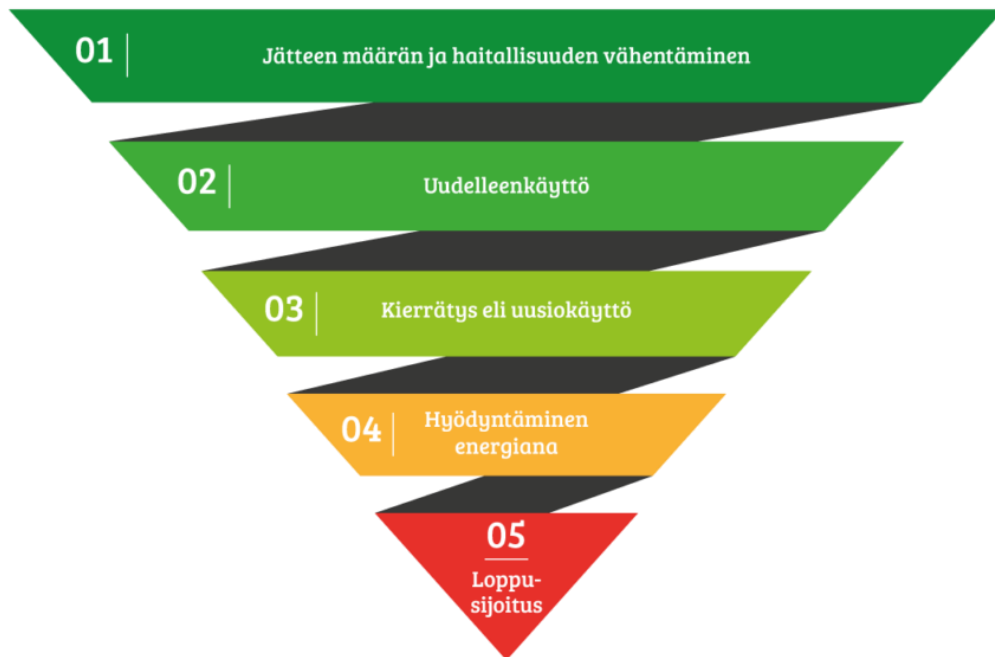 01
Jätteen määrän ja haitallisuuden vähentäminen
02
Uudelleenkäyttö
03
Kierrätys eli uusiokäyttö
04
Hyödyntäminen
energiana
05
Loppu-
sijoitus